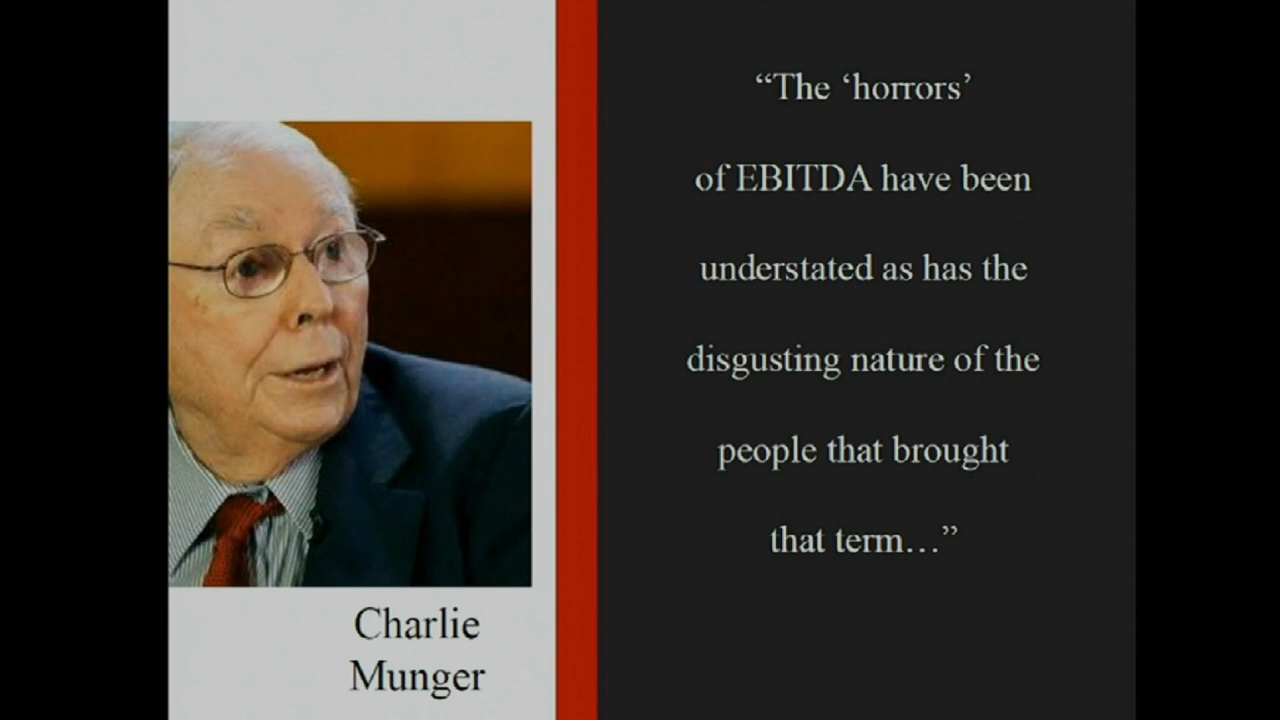 “The ‘horrors’
of EBITDA have been
understated as has the
disgusting nature of the
people that brought
that term…”
Charlie
Munger